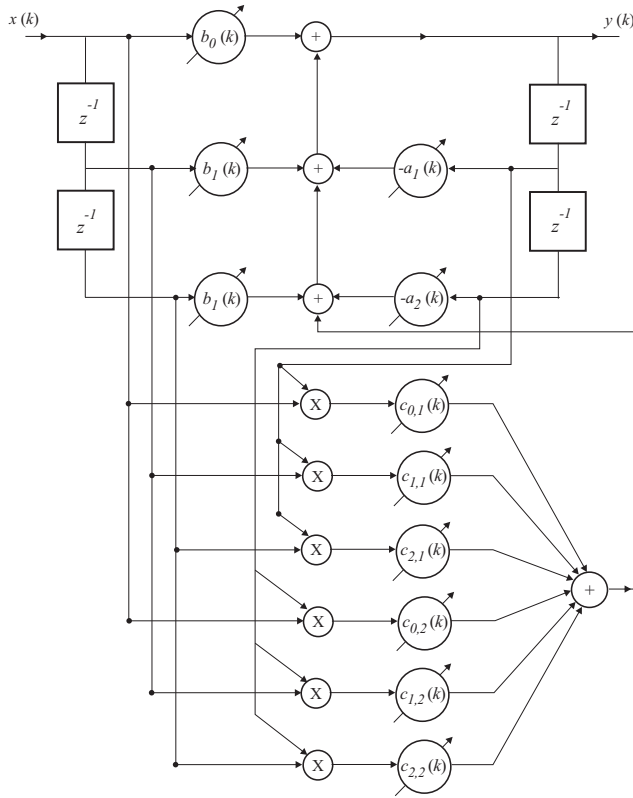 x (k) y (k)
b0 (k) +
z-1 z-1
b1 (k) + -a1 (k)
z-1 z-1
b1 (k) + -a2 (k)
X c0,1 (k)
X c1,1 (k)
X c2,1 (k)
+
X c0,2 (k)
X c1,2 (k)
X c2,2 (k)